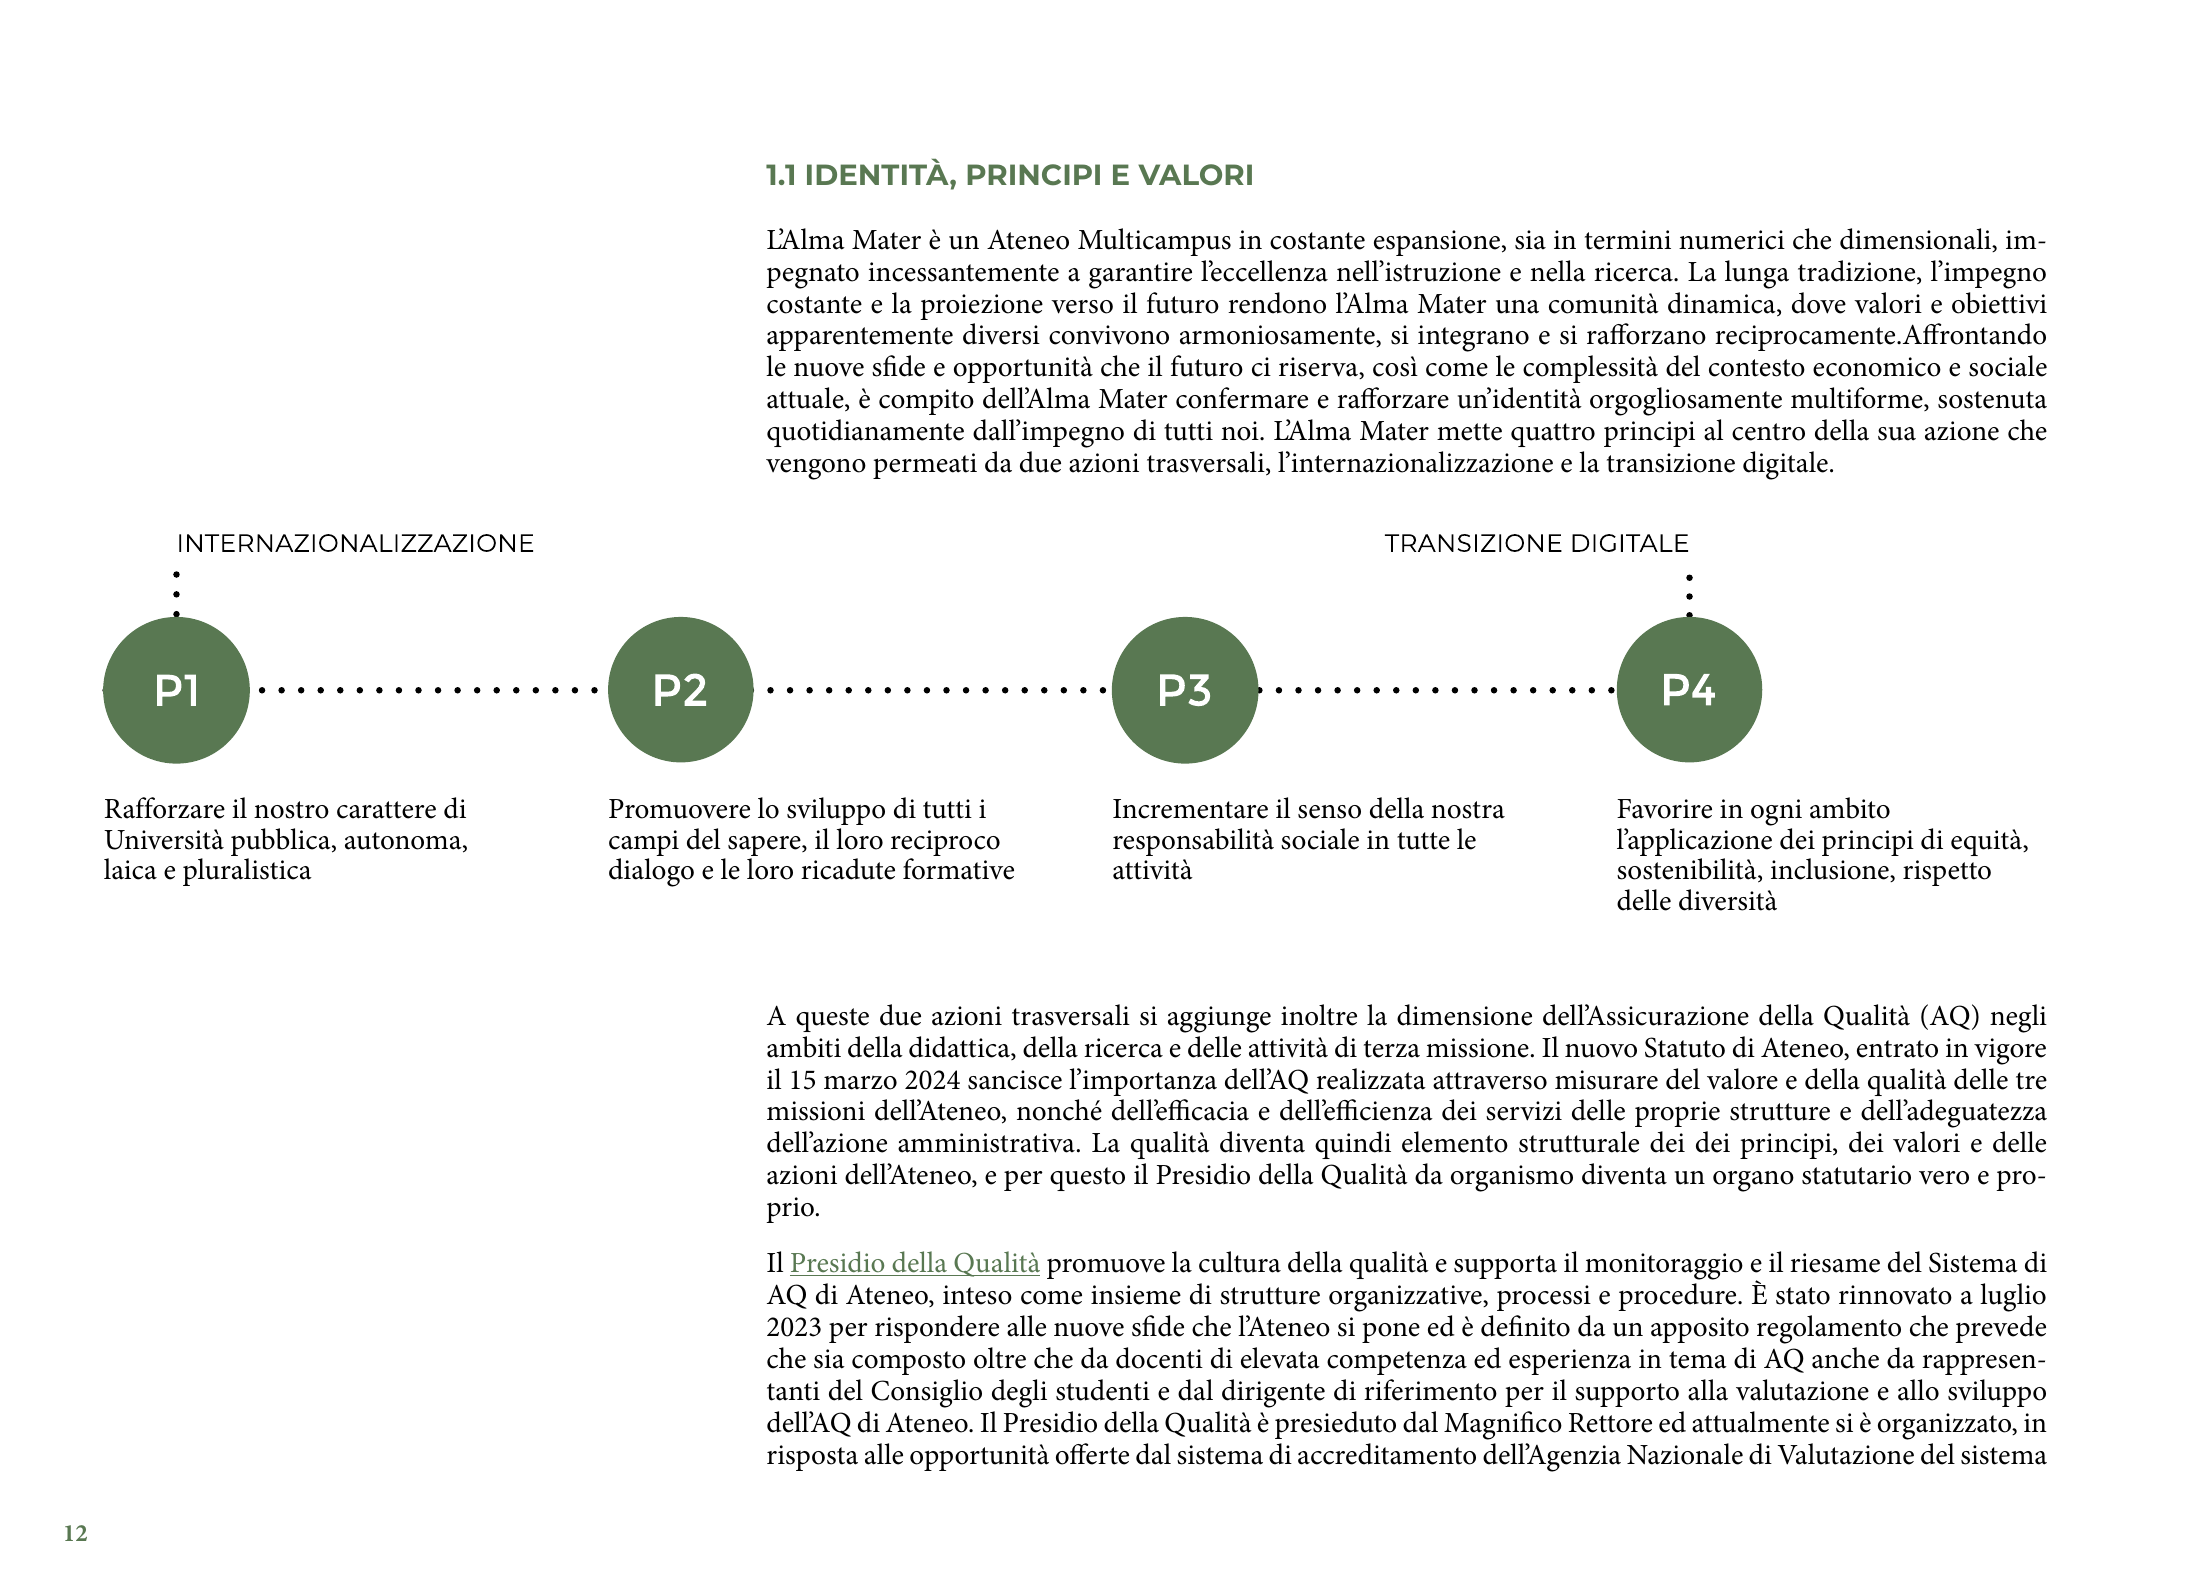 1.1 IDENTITÀ, PRINCIPI E VALORI
L’Alma Mater è un Ateneo Multicampus in costante espansione, sia in termini numerici che dimensionali, im-
pegnato incessantemente a garantire l’eccellenza nell’istruzione e nella ricerca. La lunga tradizione, l’impegno
costante e la proiezione verso il futuro rendono l’Alma Mater una comunità dinamica, dove valori e obiettivi
apparentemente diversi convivono armoniosamente, si integrano e si rafforzano reciprocamente.Affrontando
le nuove sfide e opportunità che il futuro ci riserva, così come le complessità del contesto economico e sociale
attuale, è compito dell’Alma Mater confermare e rafforzare un’identità orgogliosamente multiforme, sostenuta
quotidianamente dall’impegno di tutti noi. L’Alma Mater mette quattro principi al centro della sua azione che
vengono permeati da due azioni trasversali, l’internazionalizzazione e la transizione digitale.
INTERNAZIONALIZZAZIONE
TRANSIZIONE DIGITALE
P1
P2
P3
P4
Rafforzare il nostro carattere di
Università pubblica, autonoma,
laica e pluralistica
Promuovere lo sviluppo di tutti i
campi del sapere, il loro reciproco
dialogo e le loro ricadute formative
Incrementare il senso della nostra
responsabilità sociale in tutte le
attività
Favorire in ogni ambito
l’applicazione dei principi di equità,
sostenibilità, inclusione, rispetto
delle diversità
A queste due azioni trasversali si aggiunge inoltre la dimensione dell’Assicurazione della Qualità (AQ) negli
ambiti della didattica, della ricerca e delle attività di terza missione. Il nuovo Statuto di Ateneo, entrato in vigore
il 15 marzo 2024 sancisce l’importanza dell’AQ realizzata attraverso misurare del valore e della qualità delle tre
missioni dell’Ateneo, nonché dell’efficacia e dell’efficienza dei servizi delle proprie strutture e dell’adeguatezza
dell’azione amministrativa. La qualità diventa quindi elemento strutturale dei dei principi, dei valori e delle
azioni dell’Ateneo, e per questo il Presidio della Qualità da organismo diventa un organo statutario vero e pro-
prio.
Il Presidio della Qualità promuove la cultura della qualità e supporta il monitoraggio e il riesame del Sistema di
AQ di Ateneo, inteso come insieme di strutture organizzative, processi e procedure. È stato rinnovato a luglio
2023 per rispondere alle nuove sfide che l’Ateneo si pone ed è definito da un apposito regolamento che prevede
che sia composto oltre che da docenti di elevata competenza ed esperienza in tema di AQ anche da rappresen-
tanti del Consiglio degli studenti e dal dirigente di riferimento per il supporto alla valutazione e allo sviluppo
dell’AQ di Ateneo. Il Presidio della Qualità è presieduto dal Magnifico Rettore ed attualmente si è organizzato, in
risposta alle opportunità offerte dal sistema di accreditamento dell’Agenzia Nazionale di Valutazione del sistema
12